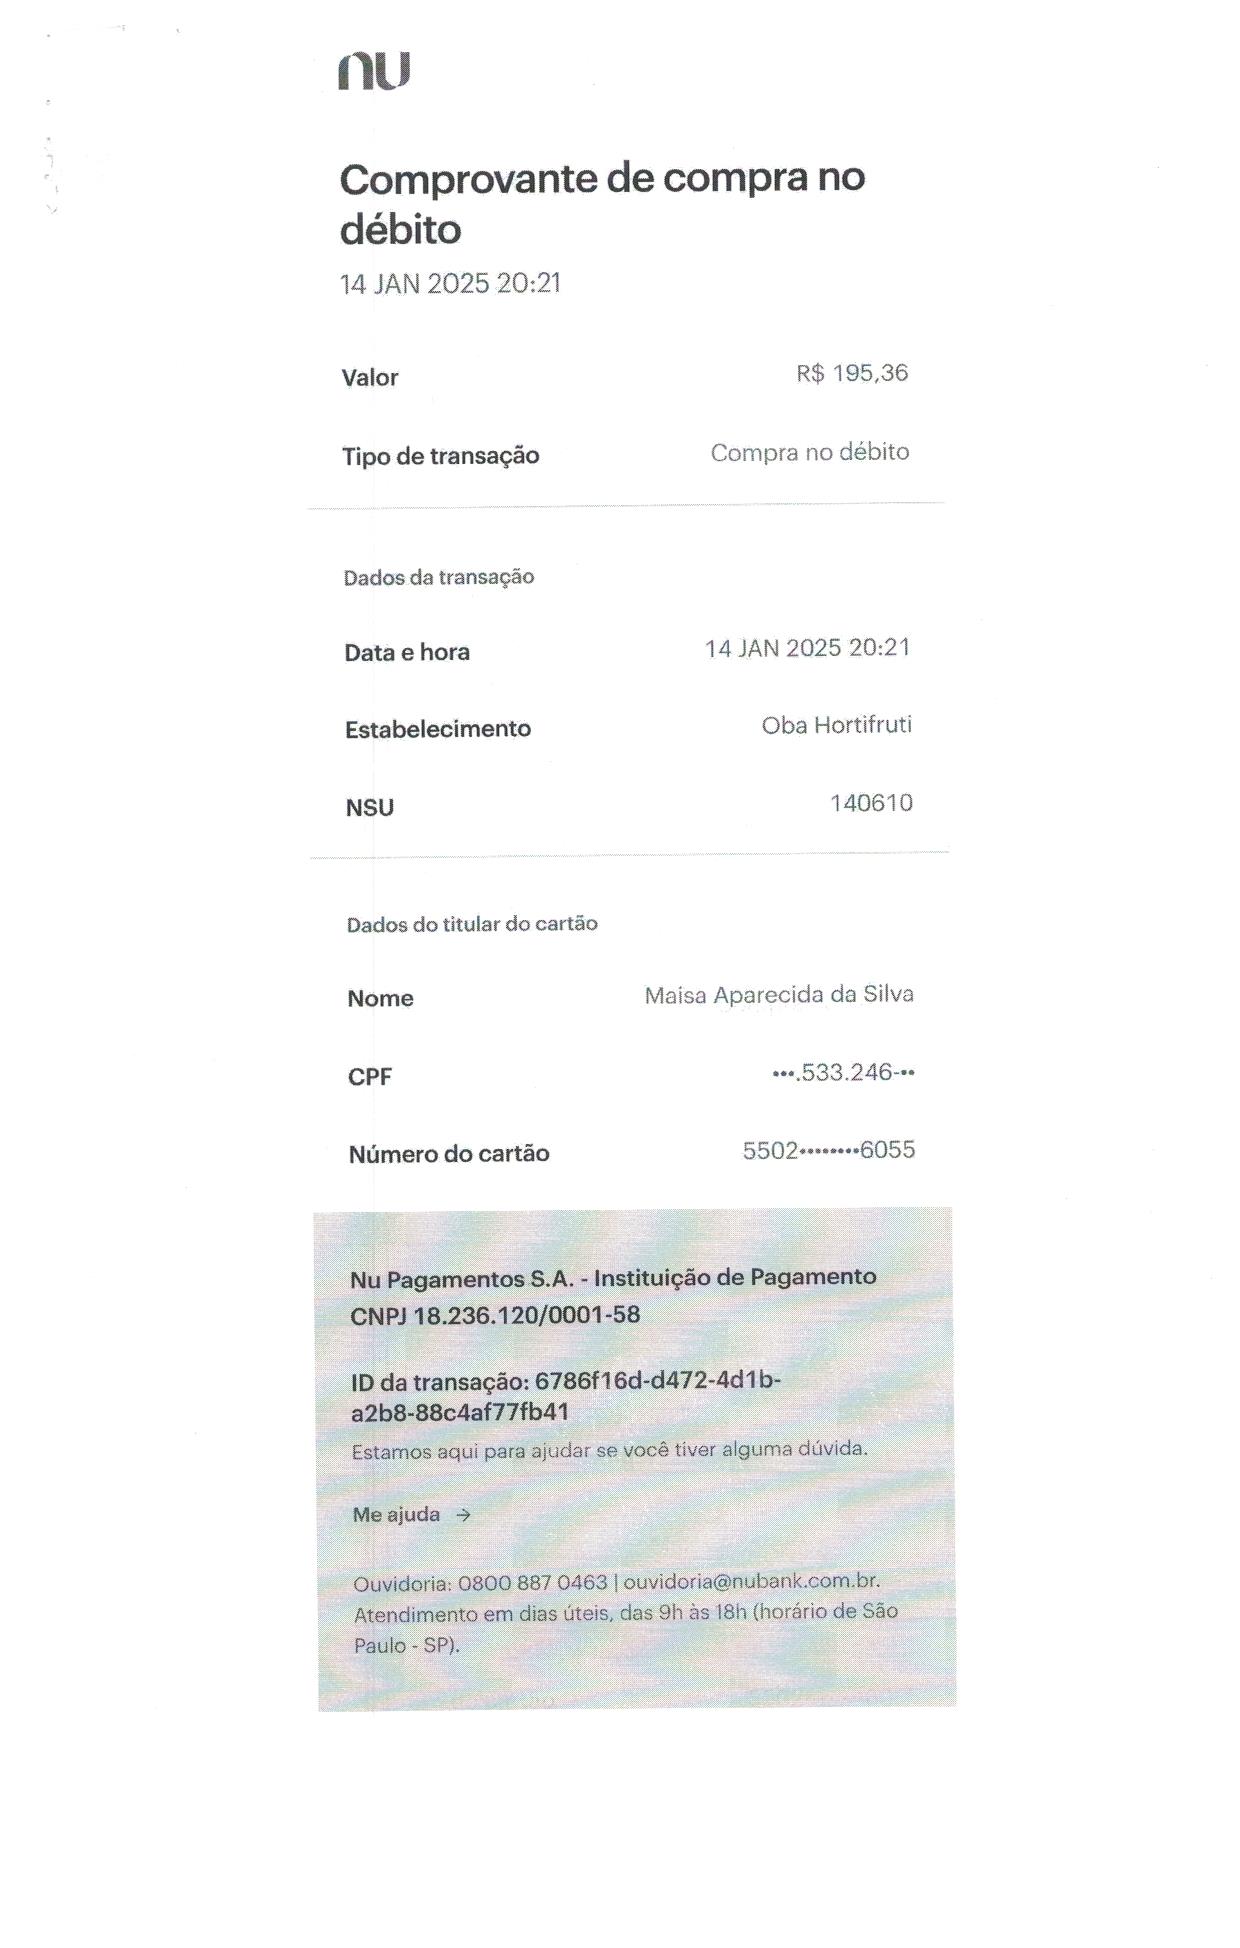 nu
Comprovante de compra no
débito
14 JAN 2025 20:21
Valor R$ 195,36
Tipo de transação Compra no débito
Dados da transação
Data e hora 14 JAN 2025 20:21
Estabelecimento Oba Hortifruti
NSU 140610
Dados do titular do cartão
Nome Maisa Aparecida da Silva
CPF •••.533.246-••
Número do cartão 5502••••••••6055
Nu Pagamentos S.A. - Instituição de Pagamento
CNPJ 18.236.120/0001-58
ID da transação: 6786f16d-d472-4d1b-
a2b8-88c4af77fb41
Estamos aqui para ajudar se você tiver alguma dúvida.
Me ajuda →
Ouvidoria: 0800 887 0463 | ouvidoria@nubank.com.br.
Atendimento em dias úteis, das 9h às 18h (horário de São
Paulo - SP).